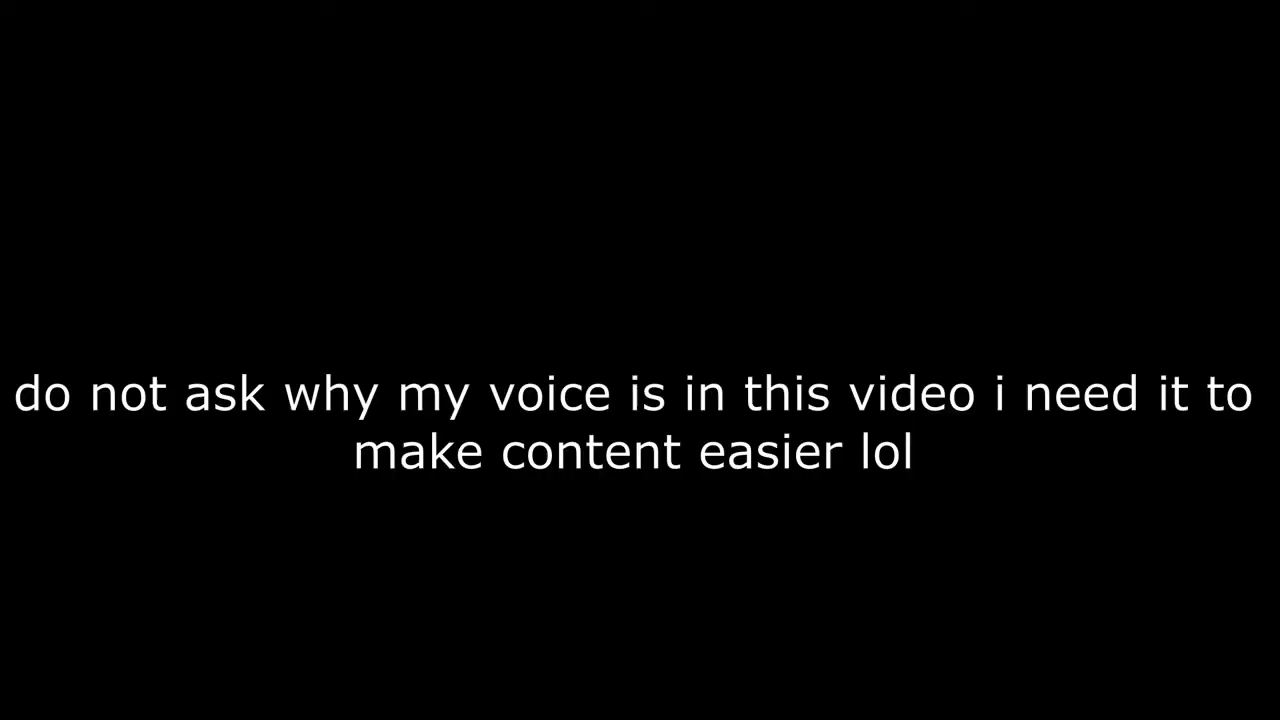 do not ask why my voice is in this video i need it to
make content easier lol